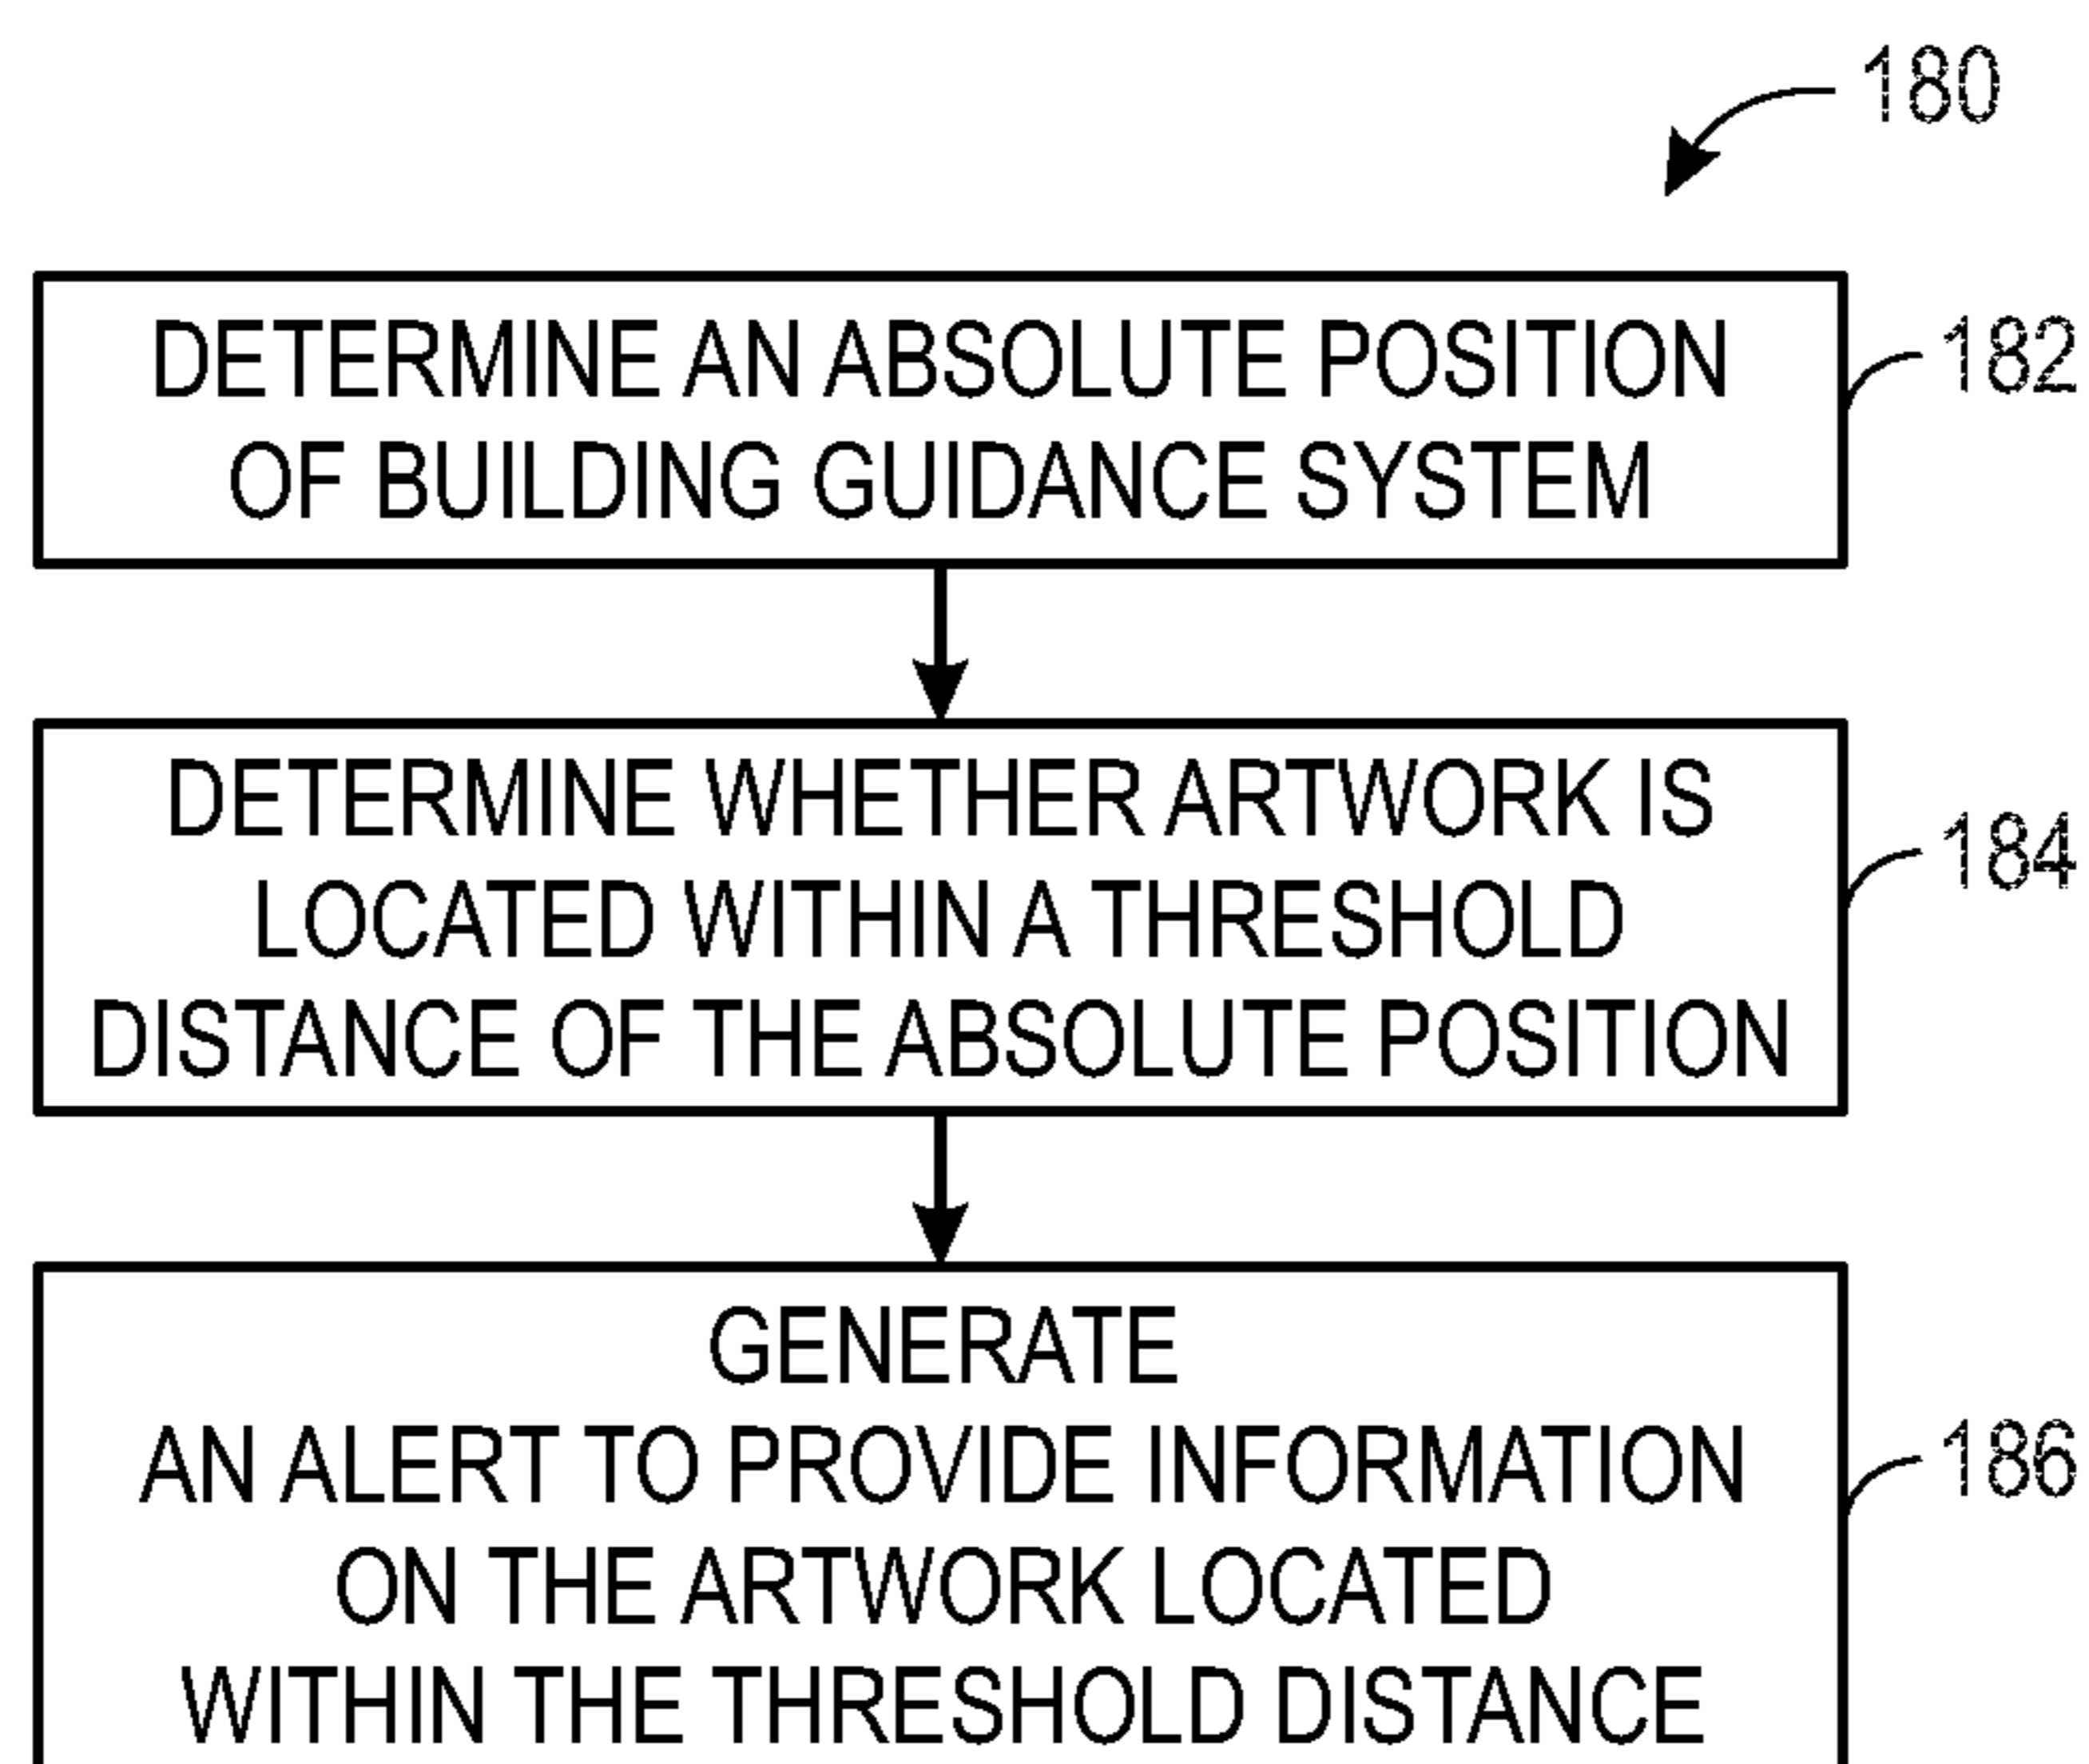 180
DETERMINE AN ABSOLUTE POSITION
OF BUILDING GUIDANCE SYSTEM
182
DETERMINE WHETHER ARTWORK IS
LOCATED WITHIN A THRESHOLD
DISTANCE OF THE ABSOLUTE POSITION
184
GENERATE
AN ALERT TO PROVIDE INFORMATION
ON THE ARTWORK LOCATED
WITHIN THE THRESHOLD DISTANCE
186